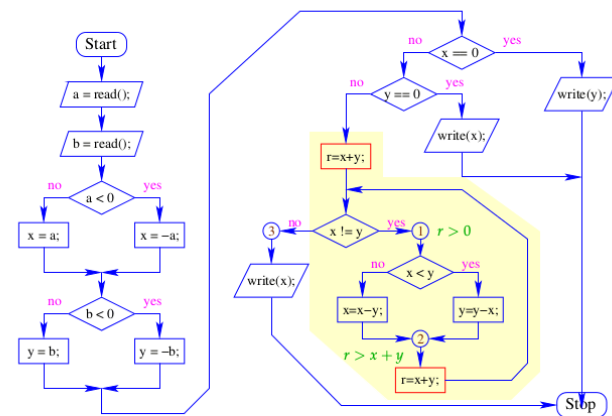 Start
a = read();
b = read();
a < 0
no
yes
x = a;
x = −a;
b < 0
no
yes
y = b;
y = −b;
x == 0
no
yes
y == 0
no
yes
write(y);
write(x);
r=x+y;
x != y
no
yes
3
1
r > 0
write(x);
x < y
no
yes
x=x−y;
y=y−x;
2
r > x + y
r=x+y;
Stop